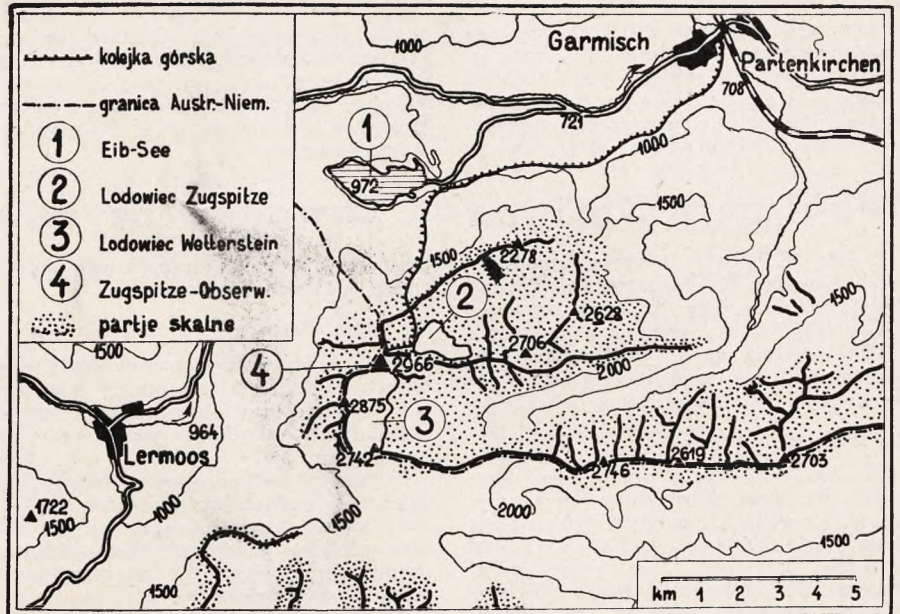 kolejka górska
granica Austr.-Niem.
1 Eib-See
2 Lodowiec Zugspitze
3 Lodowiec Wetterstein
4 Zugspitze-Obserw.
partje skalne
1000
Garmisch
Partenkirchen
708
721
1000
1
972
1500
1500
2278
2
2628
1500
2706
2966
2000
4
2875
3
2742
2746
2619
2703
1500
964
Lermoos
1722
1500
1000
1500
2000
1500
1500
km 1 2 3 4 5